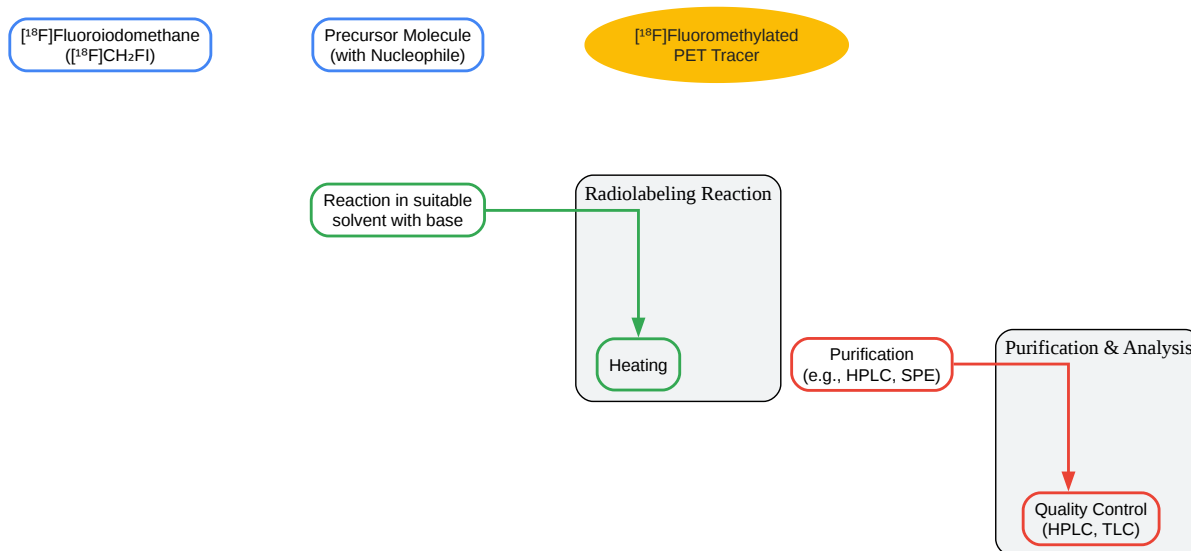 [¹⁸F]Fluoroiodomethane
([¹⁸F]CH₂FI)
Precursor Molecule
(with Nucleophile)
[¹⁸F]Fluoromethylated
PET Tracer
Reaction in suitable
solvent with base
Radiolabeling Reaction
Heating
Purification
(e.g., HPLC, SPE)
Purification & Analysis
Quality Control
(HPLC, TLC)